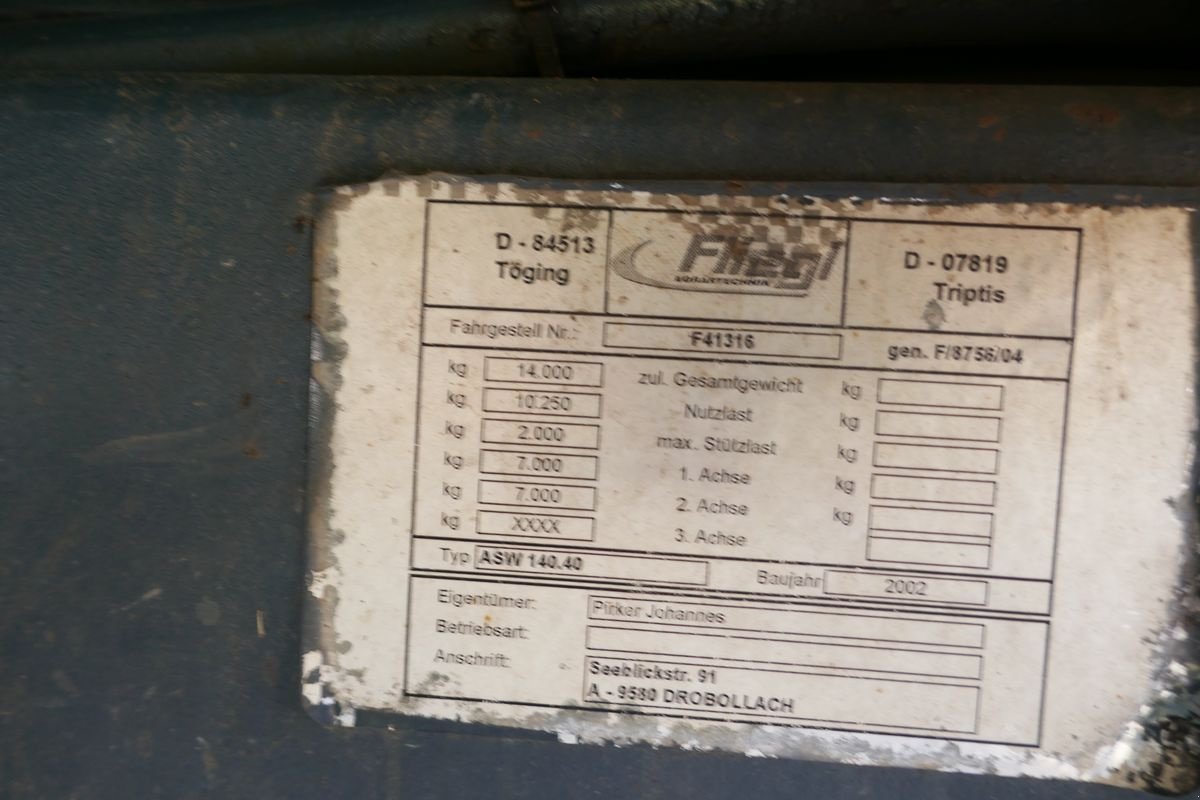 D - 84513
Töging
Fliegl
AGRARTECHNIK
D - 07819
Triptis
Fahrgestell Nr.: F41316 gen. F/8756/04
kg 14.000 zul. Gesamtgewicht kg
kg 10.250 Nutzlast kg
kg 2.000 max. Stützlast kg
kg 7.000 1. Achse kg
kg 7.000 2. Achse kg
kg XXXX 3. Achse
Typ ASW 140.40 Baujahr 2002
Eigentümer: Pirker Johannes
Betriebsart:
Anschrift: Seeblickstr. 91
A - 9580 DROBOLLACH